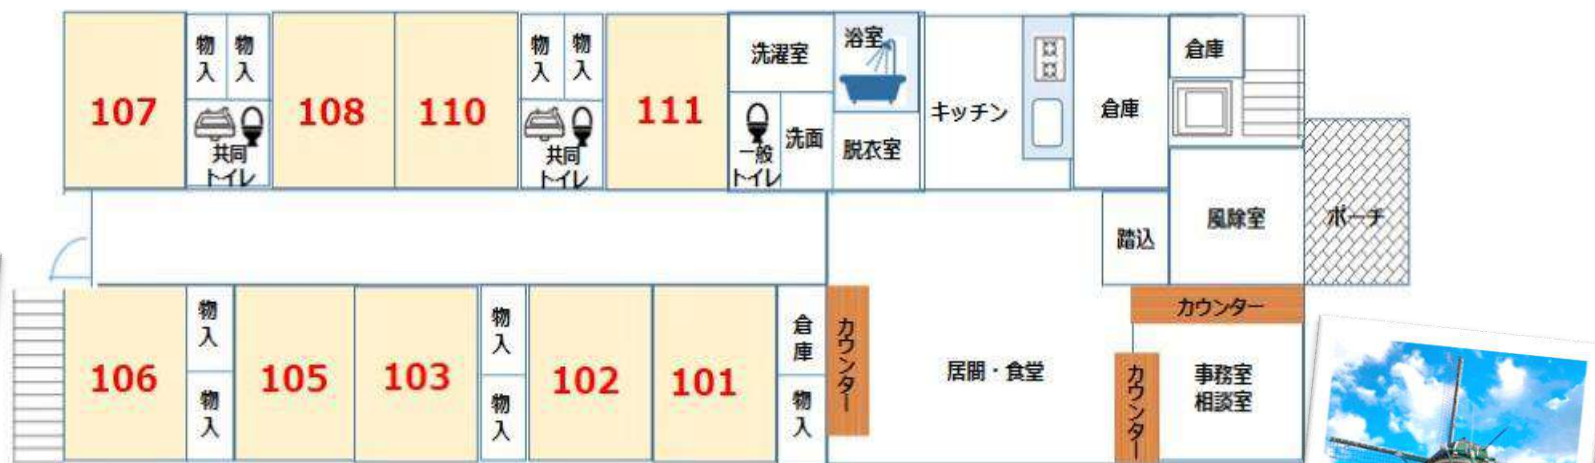 107
物入
物入
共同
トイレ
108
110
物入
物入
共同
トイレ
111
洗濯室
一般
トイレ
洗面
浴室
脱衣室
キッチン
倉庫
倉庫
風除室
ポーチ
踏込
106
物入
物入
105
103
物入
物入
102
101
倉庫
物入
カウンター
居間・食堂
カウンター
カウンター
事務室
相談室